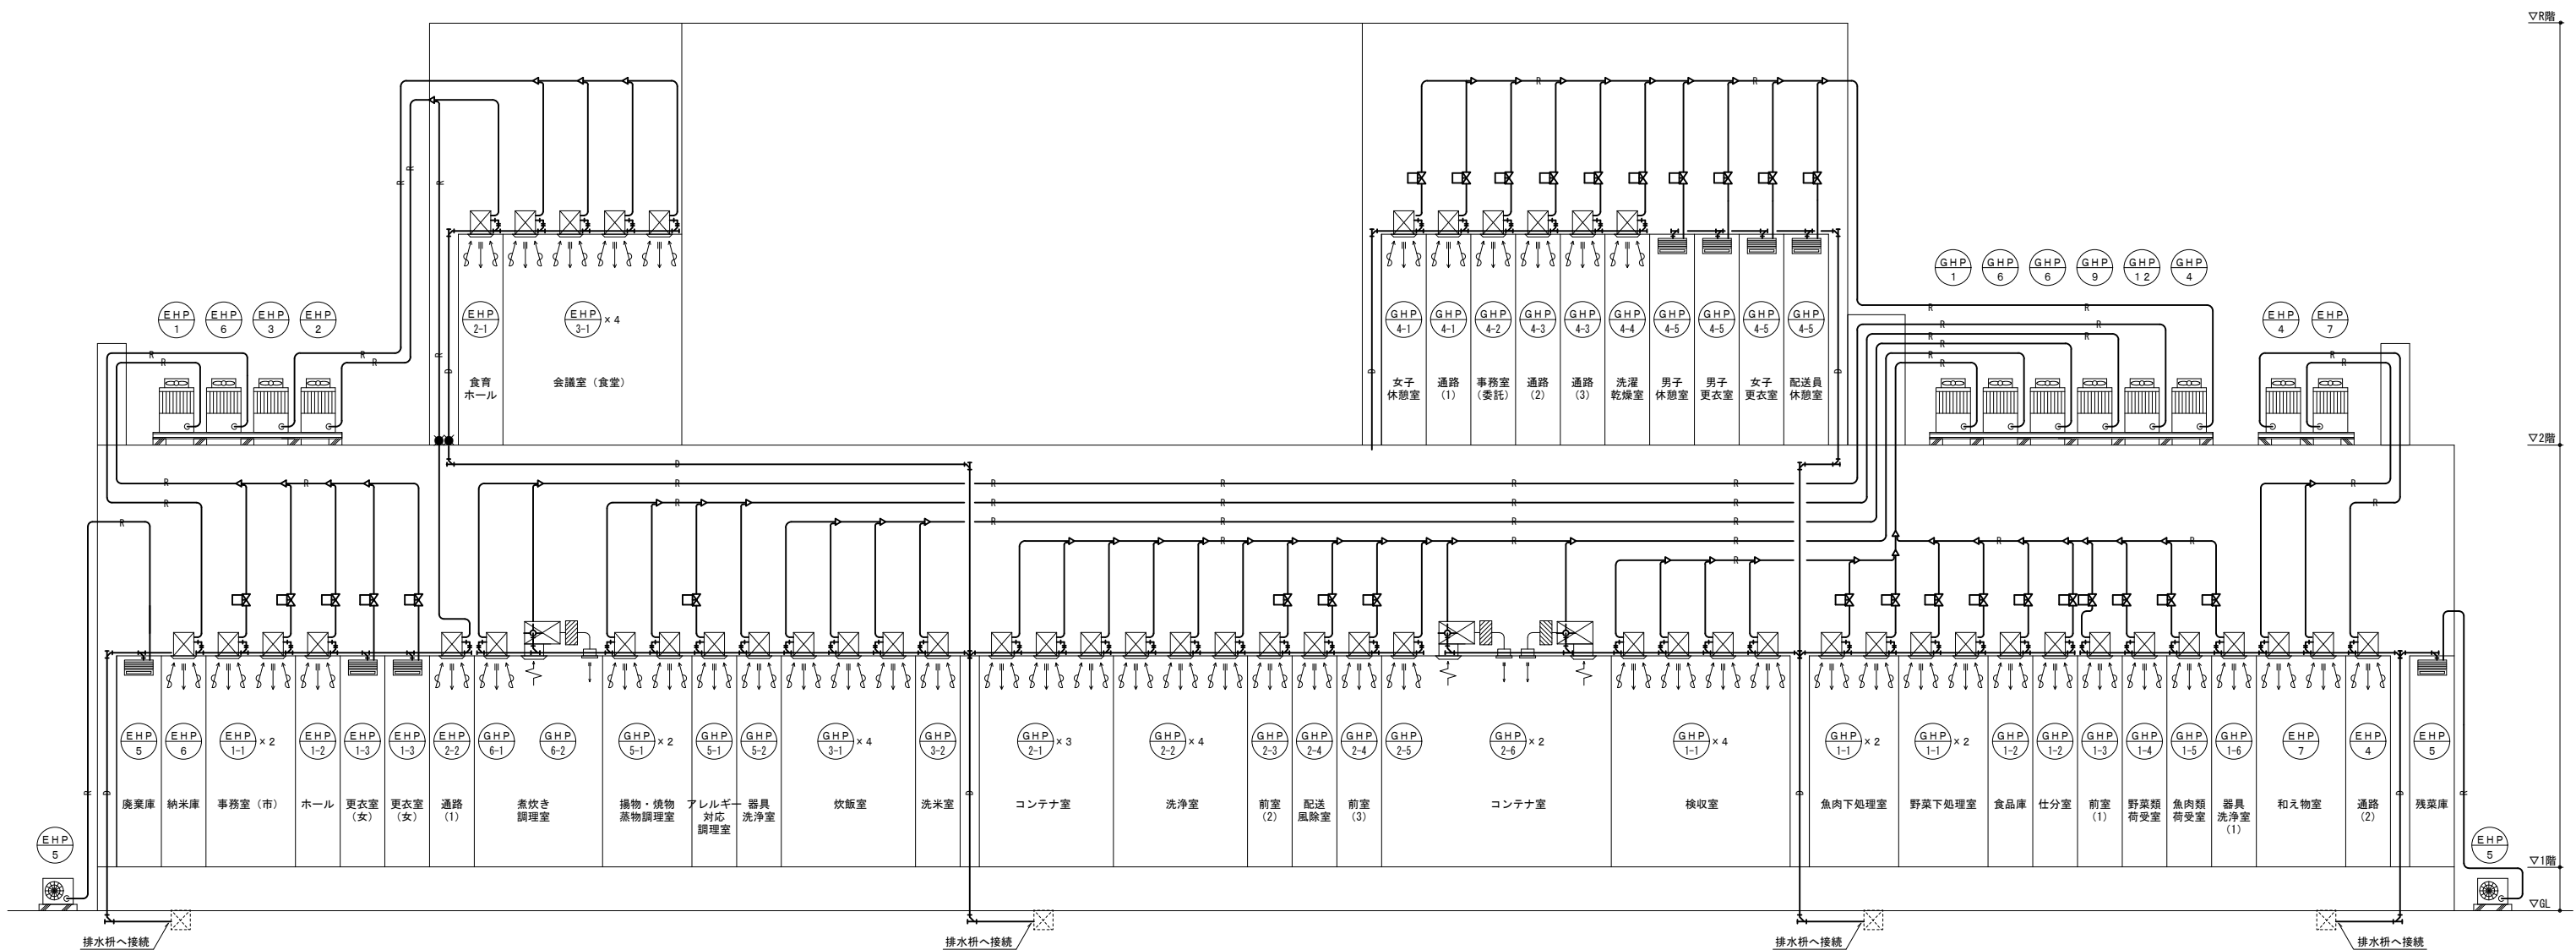 ▽R階
EHP 1
EHP 6
EHP 3
EHP 2
EHP 2-1
EHP 3-1 ×4
GHP 4-1
GHP 4-1
GHP 4-2
GHP 4-3
GHP 4-3
GHP 4-4
GHP 4-5
GHP 4-5
GHP 4-5
GHP 4-5
GHP 1
GHP 6
GHP 6
GHP 9
GHP 12
GHP 4
EHP 4
EHP 7
食育
ホール
会議室（食堂）
女子
休憩室
通路
(1)
事務室
(委託)
通路
(2)
通路
(3)
洗濯
乾燥室
男子
休憩室
男子
更衣室
女子
更衣室
配送員
休憩室
▽2階
EHP 5
EHP 6
EHP 1-1 ×2
EHP 1-2
EHP 1-3
EHP 1-3
EHP 2-2
GHP 6-1
GHP 6-2
GHP 5-1 ×2
GHP 5-1
GHP 5-2
GHP 3-1 ×4
GHP 3-2
GHP 2-1 ×3
GHP 2-2 ×4
GHP 2-3
GHP 2-4
GHP 2-4
GHP 2-5
GHP 2-6 ×2
GHP 1-1 ×4
GHP 1-1 ×2
GHP 1-1 ×2
GHP 1-2
GHP 1-2
GHP 1-3
GHP 1-4
GHP 1-5
GHP 1-6
EHP 7
EHP 4
EHP 5
廃棄庫
納米庫
事務室（市）
ホール
更衣室
(女)
更衣室
(女)
通路
(1)
煮炊き
調理室
揚物・焼物
蒸物調理室
アレルギー
対応
調理室
器具
洗浄室
炊飯室
洗米室
コンテナ室
洗浄室
前室
(2)
配送
風除室
前室
(3)
コンテナ室
検収室
魚肉下処理室
野菜下処理室
食品庫
仕分室
前室
(1)
野菜類
荷受室
魚肉類
荷受室
器具
洗浄室
(1)
和え物室
通路
(2)
残菜庫
EHP 5
EHP 5
▽1階
▽GL
排水枡へ接続
排水枡へ接続
排水枡へ接続
排水枡へ接続